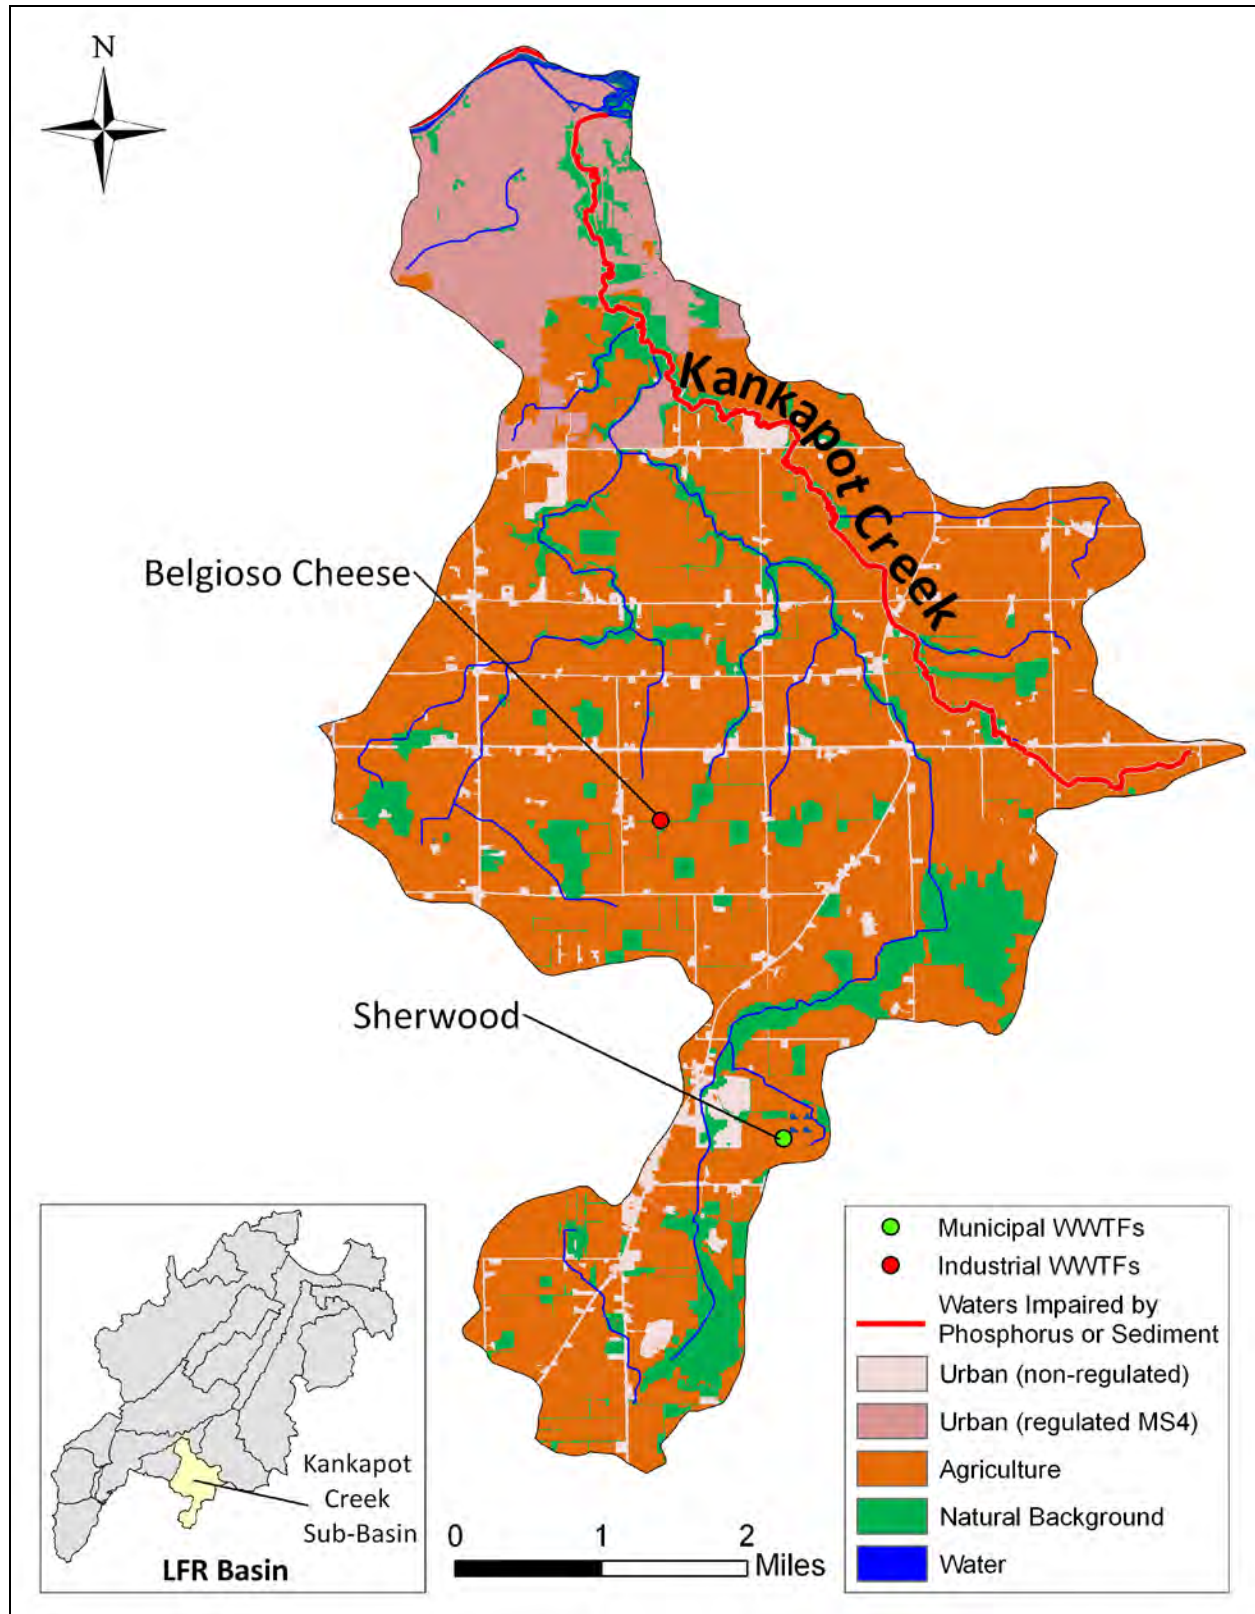 N
Kankapot Creek
Belgioso Cheese
Sherwood
Kankapot
Creek
Sub-Basin
LFR Basin
0 1 2
Miles
Municipal WWTFs
Industrial WWTFs
Waters Impaired by
Phosphorus or Sediment
Urban (non-regulated)
Urban (regulated MS4)
Agriculture
Natural Background
Water